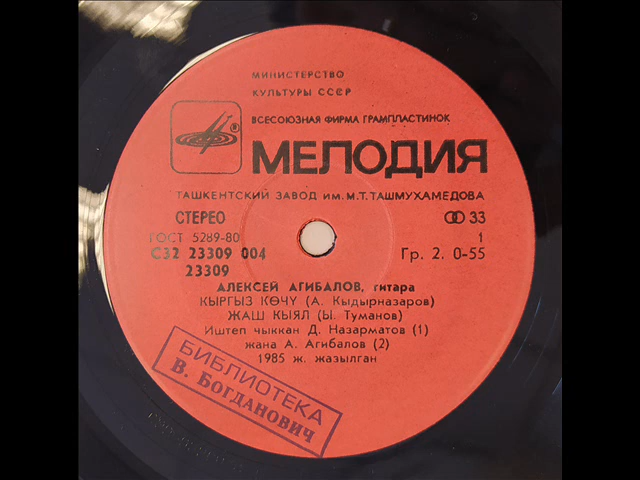 МИНИСТЕРСТВО
КУЛЬТУРЫ СССР
ВСЕСОЮЗНАЯ ФИРМА ГРАМПЛАСТИНОК
МЕЛОДИЯ
ТАШКЕНТСКИЙ ЗАВОД ИМ. М.Т. ТАШМУХАМЕДОВА
СТЕРЕО 33
ГОСТ 5289-80 1
С32 23309 004 Гр. 2. 0-55
23309
АЛЕКСЕЙ АГИБАЛОВ, гитара
КЫРГЫЗ КӨЧҮ (А. Кыдырназаров)
ЖАШ КЫЯЛ (Ы. Туманов)
Иштеп чыккан Д. Назарматов (1)
жана А. Агибалов (2)
1985 ж. жазылган
БИБЛИОТЕКА
В. Богданович